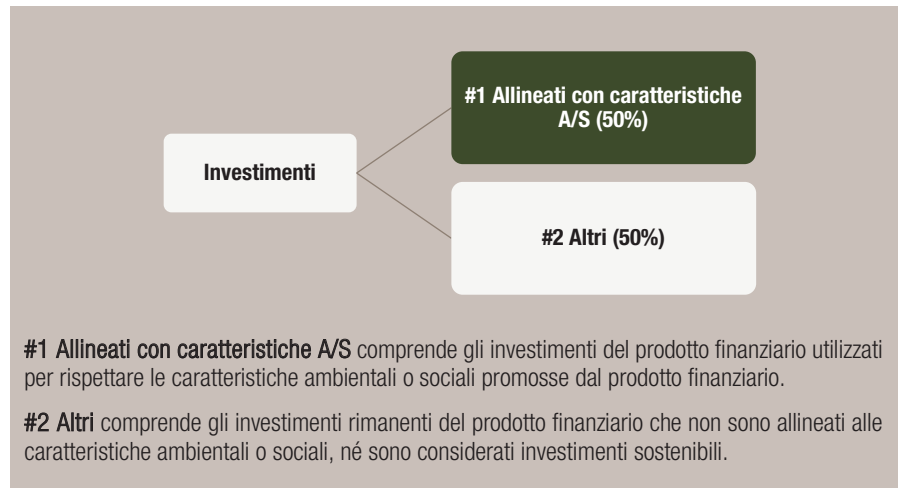 #1 Allineati con caratteristiche
A/S (50%)
Investimenti
#2 Altri (50%)
#1 Allineati con caratteristiche A/S comprende gli investimenti del prodotto finanziario utilizzati
per rispettare le caratteristiche ambientali o sociali promosse dal prodotto finanziario.
#2 Altri comprende gli investimenti rimanenti del prodotto finanziario che non sono allineati alle
caratteristiche ambientali o sociali, né sono considerati investimenti sostenibili.